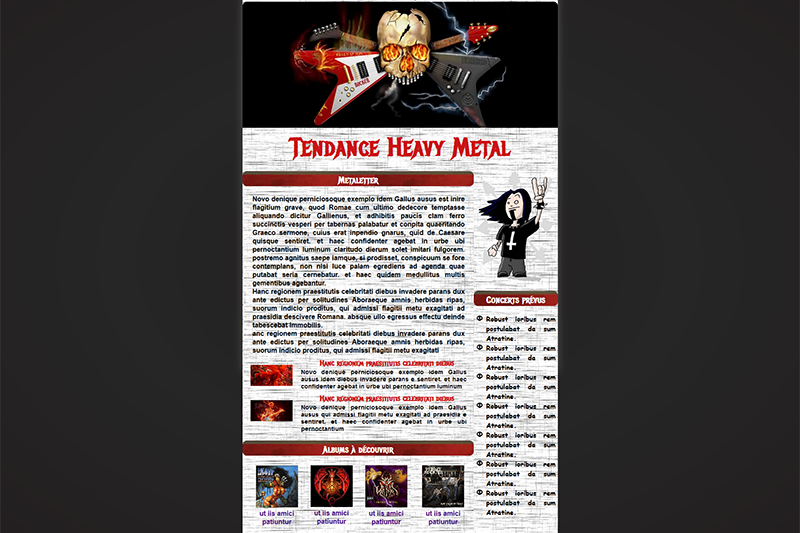 Tendance Heavy Metal
Metaletter
Novo denique perniciosoque exemplo idem Gallus ausus est inire
flagitium grave, quod Romae cum ultimo dedecore temptasse
aliquando dicitur Gallienus, et adhibitis paucis clam ferro
succinctis vesperi per tabernas palabatur et conpita quaeritando
Graeco sermone, cuius erat inpendio gnarus, quid de Caesare
quisque sentiret. et haec confidenter agebat in urbe ubi
pernoctantium luminum claritudo dierum solet imitari fulgorem.
postremo agnitus saepe iamque, si prodisset, conspicuum se fore
contemplans, non nisi luce palam egrediens ad agenda quae
putabat seria cernebatur. et haec quidem medullitus multis
gementibus agebantur.
Hanc regionem praestitutis celebritati diebus invadere parans dux
ante edictus per solitudines Aboraeque amnis herbidas ripas,
suorum indicio proditus, qui admissi flagitii metu exagitati ad
praesidia descivere Romana. absque ullo egressus effectu deinde
tabescebat immobilis.
anc regionem praestitutis celebritati diebus invadere parans dux
ante edictus per solitudines Aboraeque amnis herbidas ripas,
suorum indicio proditus, qui admissi flagitii metu exagitati
Hanc regionem praestitutis celebritati diebus
Novo denique perniciosoque exemplo idem Gallus
ausus idem diebus invadere parans e sentiret. et haec
confidenter agebat in urbe ubi pernoctantium luminum
Hanc regionem praestitutis celebritati diebus
Novo denique perniciosoque exemplo idem Gallus
ausus qui admissi flagitii metu exagitati ad praesidia e
sentiret. et haec confidenter agebat in urbe ubi
pernoctantium
Albums à découvrir
ut iis amici
patiuntur
ut iis amici
patiuntur
ut iis amici
patiuntur
ut iis amici
patiuntur
Concerts prévus
Robust ioribus rem
postulabat da sum
Atratine.
Robust ioribus rem
postulabat da sum
Atratine.
Robust ioribus rem
postulabat da sum
Atratine.
Robust ioribus rem
postulabat da sum
Atratine.
Robust ioribus rem
postulabat da sum
Atratine.
Robust ioribus rem
postulabat da sum
Atratine.
Robust ioribus rem
postulabat da sum
Atratine.